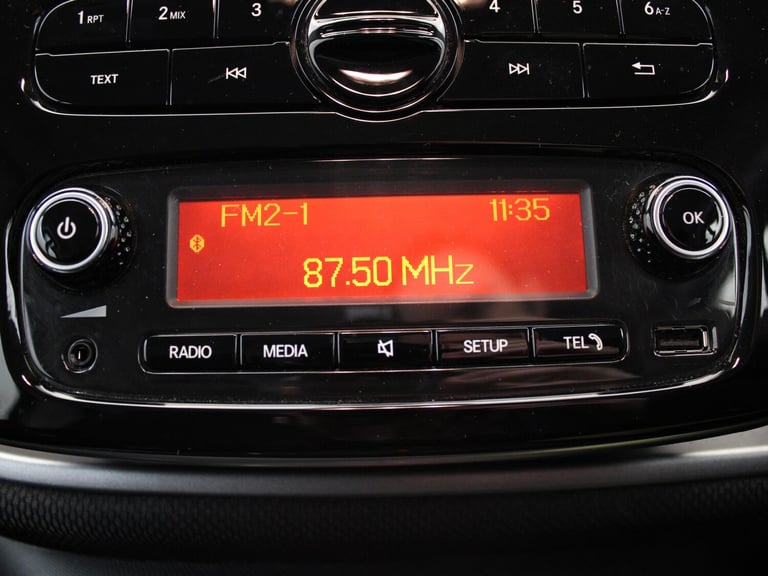 1 RPT 2 MIX 3 4 5 6 A-Z
TEXT
FM2-1 11:35
87.50 MHz
OK
RADIO MEDIA SETUP TEL